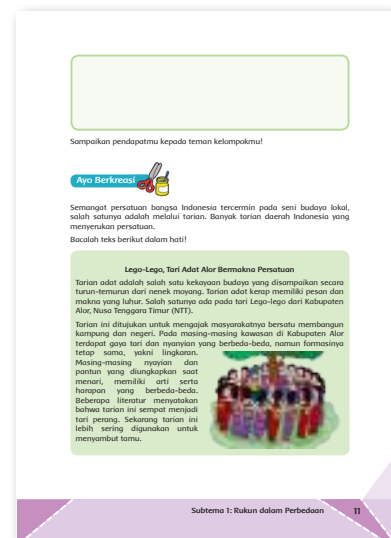 Sampaikan pendapatmu kepada teman kelompokmu!
Ayo Berkreasi
Semangat persatuan bangsa Indonesia tercermin pada seni budaya lokal,
salah satunya adalah melalui tarian. Banyak tarian daerah Indonesia yang
menyerukan persatuan.
Bacalah teks berikut dalam hati!
Lego-Lego, Tari Adat Alor Bermakna Persatuan
Tarian adat adalah salah satu kekayaan budaya yang disampaikan secara
turun-temurun dari nenek moyang. Tarian adat kerap memiliki pesan dan
makna yang luhur. Salah satunya ada pada tari Lego-lego dari Kabupaten
Alor, Nusa Tenggara Timur (NTT).
Tarian ini ditujukan untuk mengajak masyarakatnya bersatu membangun
kampung dan negeri. Pada masing-masing kawasan di Kabupaten Alor
terdapat gaya tari dan nyanyian yang berbeda-beda, namun formasinya
tetap sama, yakni lingkaran.
Masing-masing nyayian dan
pantun yang diungkapkan saat
menari, memiliki arti serta
harapan yang berbeda-beda.
Beberapa literatur menyatakan
bahwa tarian ini sempat menjadi
tari perang. Sekarang tarian ini
lebih sering digunakan untuk
menyambut tamu.
Subtema 1: Rukun dalam Perbedaan 11